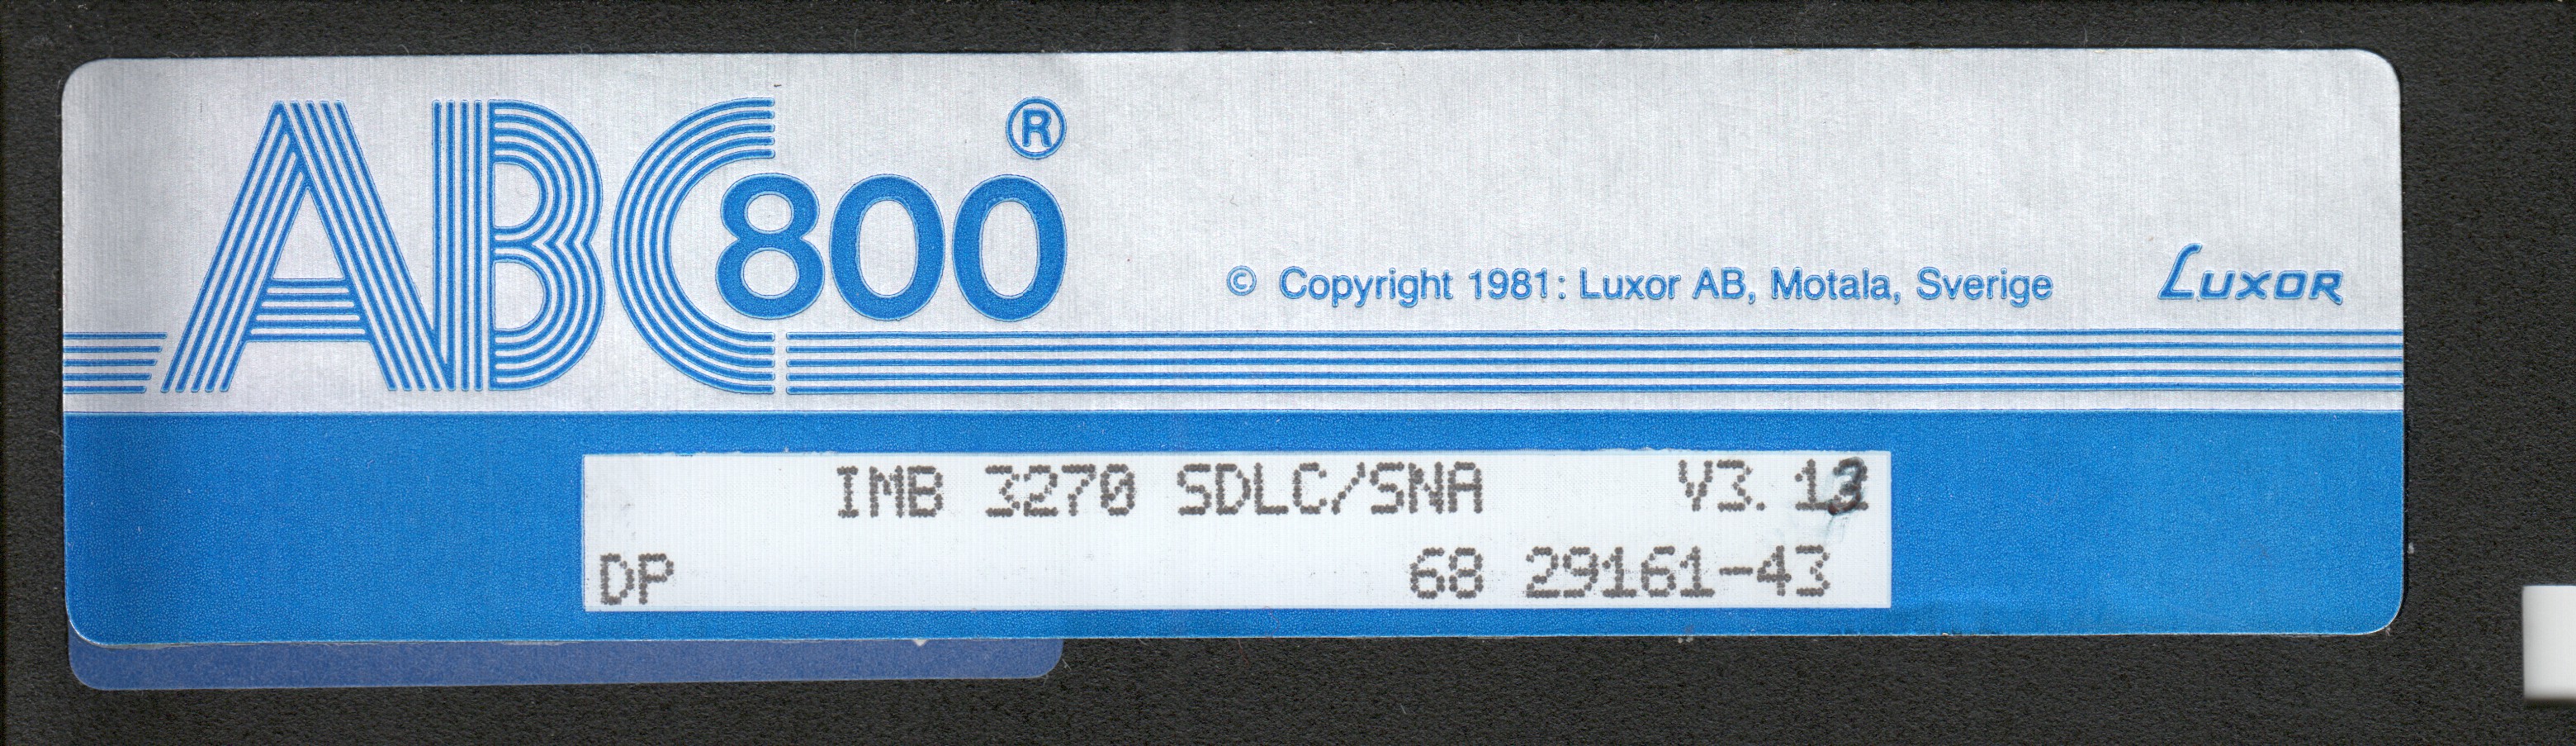 ABC800®
© Copyright 1981: Luxor AB, Motala, Sverige LUXOR
IMB 3270 SDLC/SNA V3.13
DP 68 29161-43